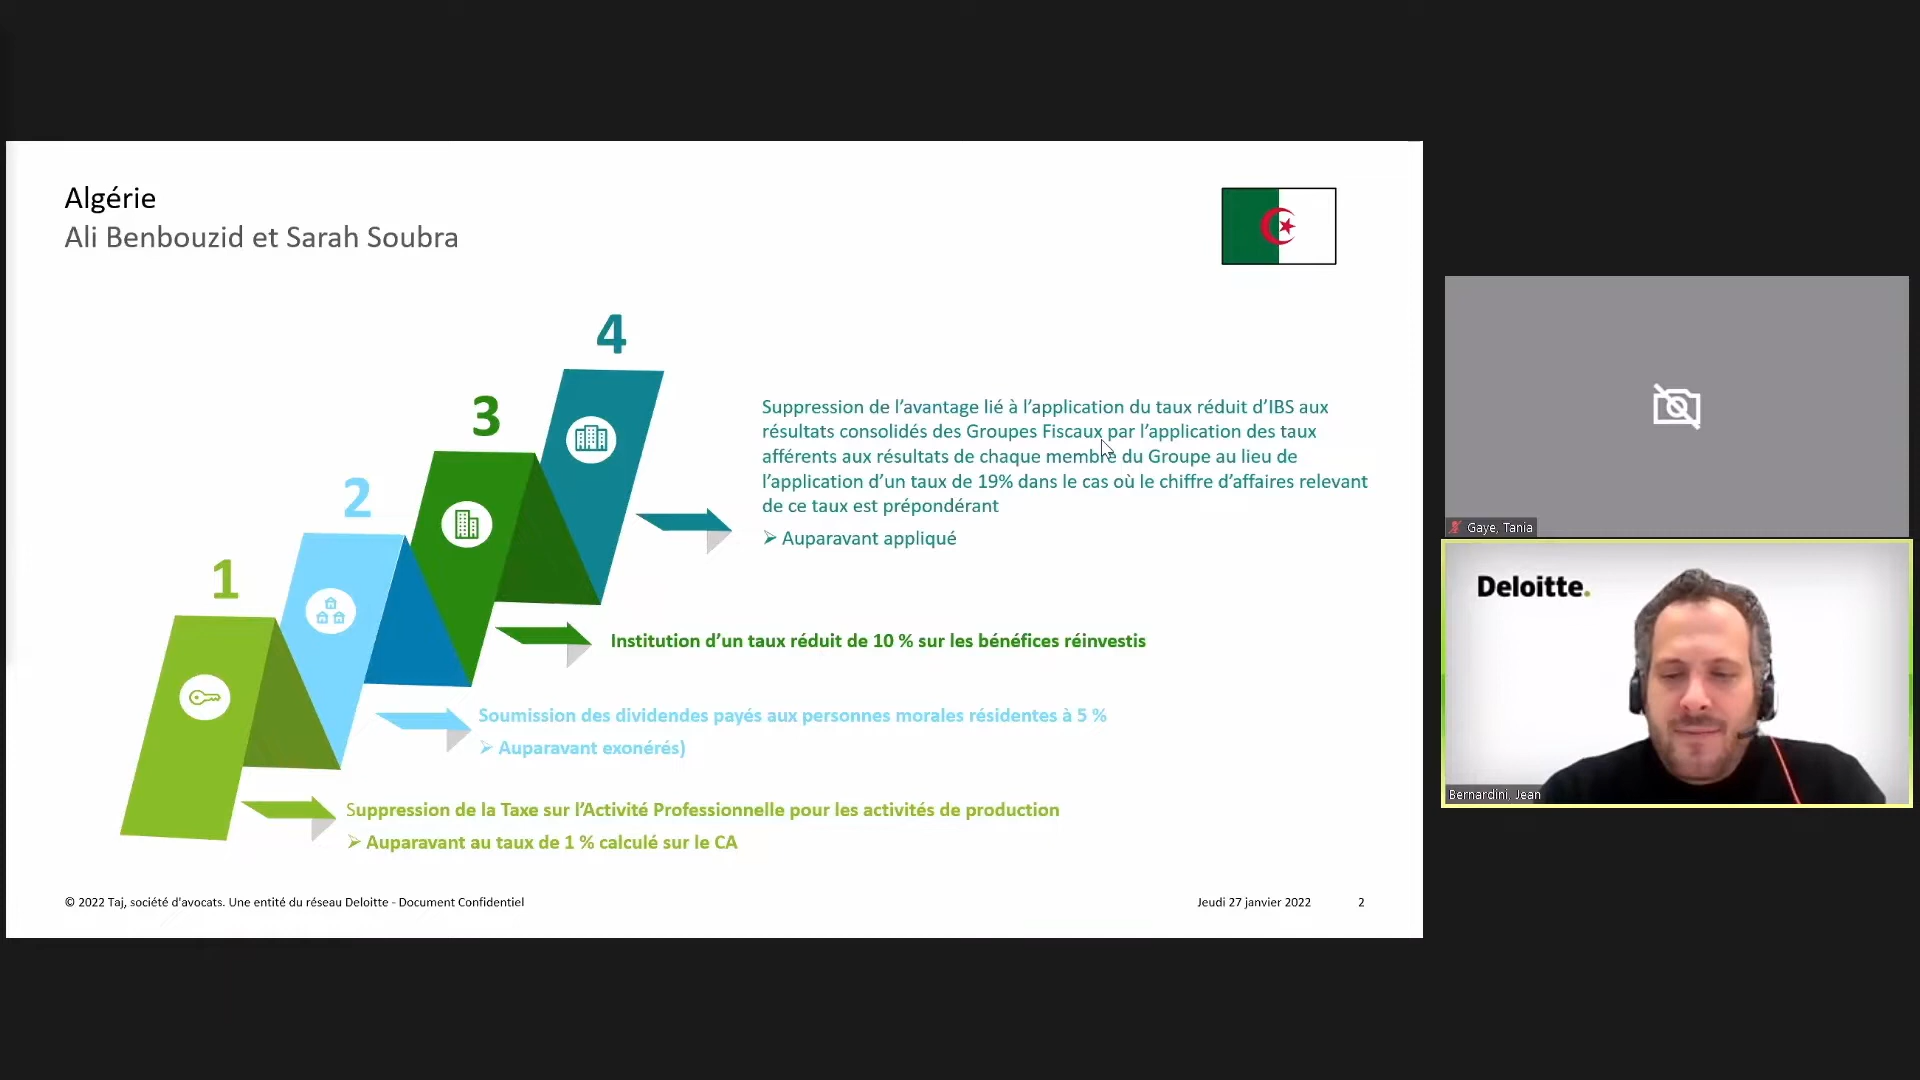 Algérie
Ali Benbouzid et Sarah Soubra
4
3
2
1
Suppression de l’avantage lié à l’application du taux réduit d’IBS aux
résultats consolidés des Groupes Fiscaux par l’application des taux
afférents aux résultats de chaque membre du Groupe au lieu de
l’application d’un taux de 19% dans le cas où le chiffre d’affaires relevant
de ce taux est prépondérant
➢ Auparavant appliqué
Institution d’un taux réduit de 10 % sur les bénéfices réinvestis
Soumission des dividendes payés aux personnes morales résidentes à 5 %
➢ Auparavant exonérés)
Suppression de la Taxe sur l’Activité Professionnelle pour les activités de production
➢ Auparavant au taux de 1 % calculé sur le CA
© 2022 Taj, société d'avocats. Une entité du réseau Deloitte - Document Confidentiel
Jeudi 27 janvier 2022
2
Gaye, Tania
Deloitte.
Bernardini, Jean